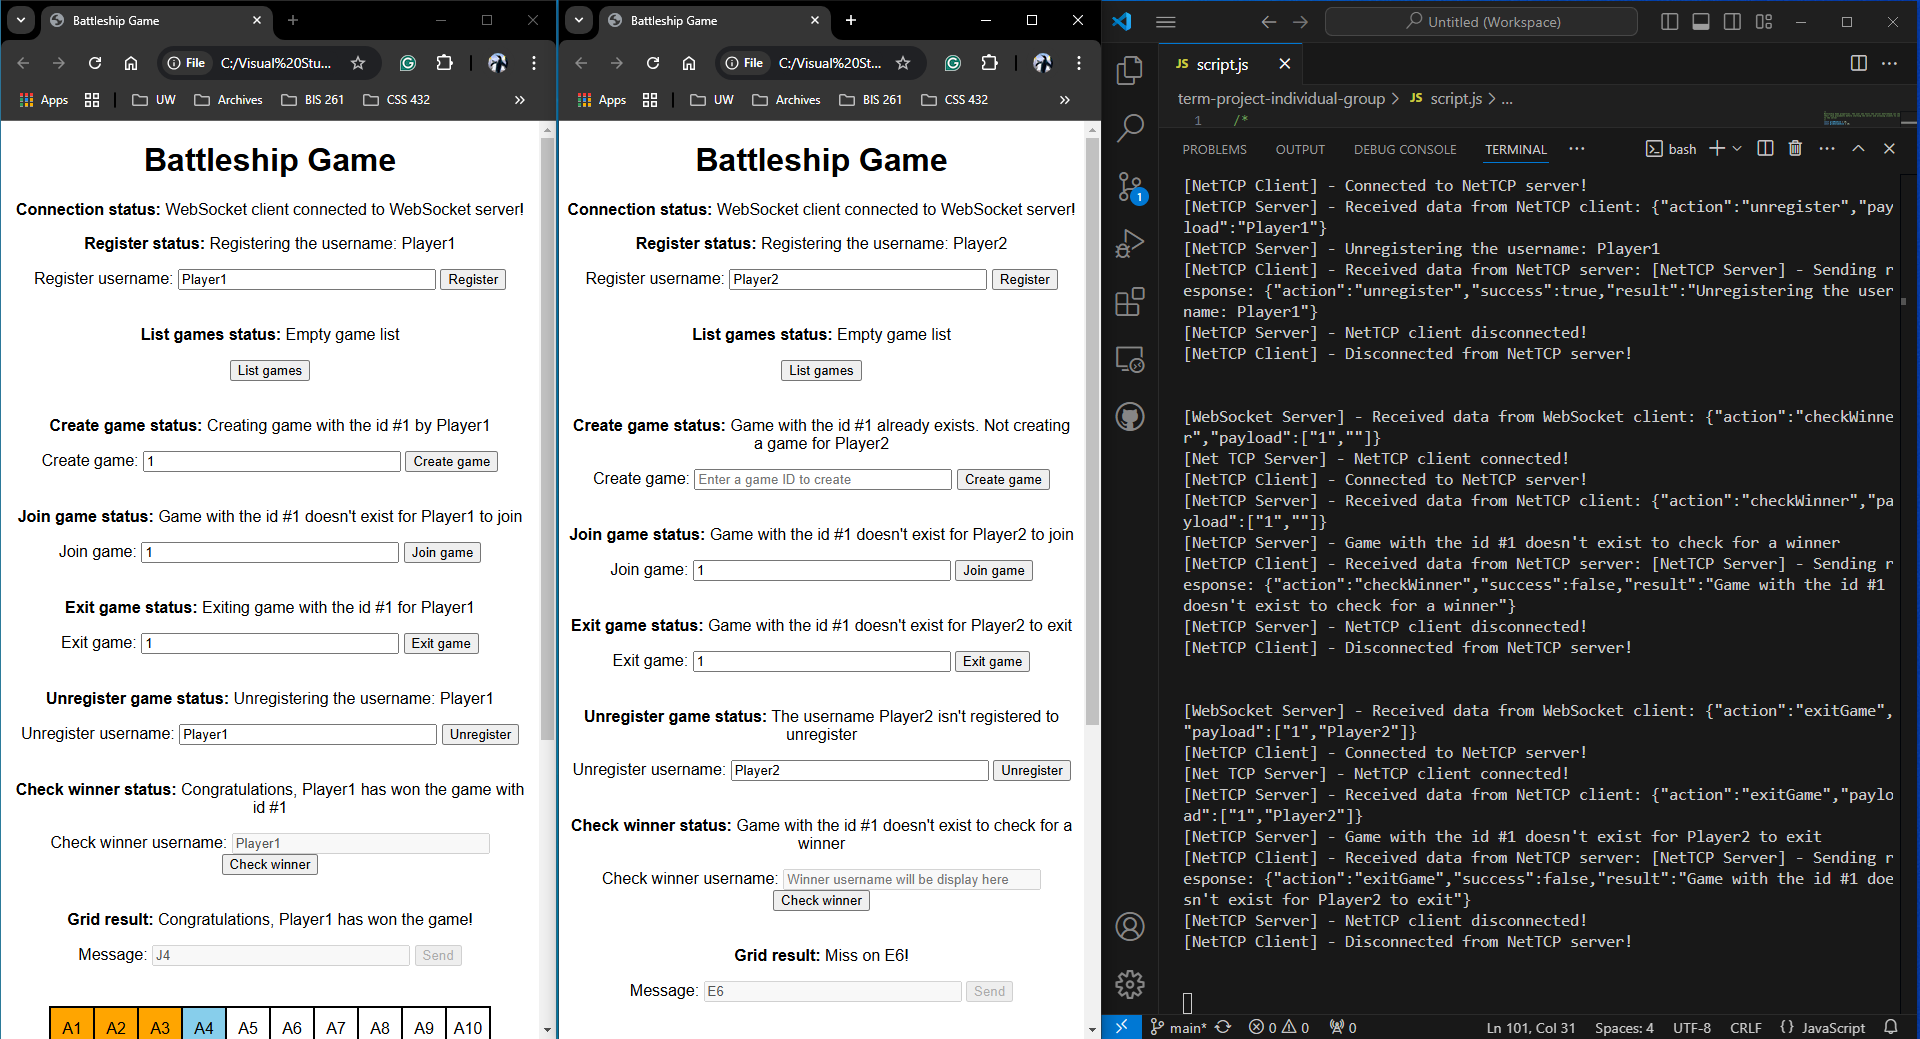 Battleship Game
File
C:/Visual%20Stu...
Apps
UW
Archives
BIS 261
CSS 432
»
Battleship Game
Connection status: WebSocket client connected to WebSocket server!
Register status: Registering the username: Player1
Register username: Player1 Register
List games status: Empty game list
List games
Create game status: Creating game with the id #1 by Player1
Create game: 1 Create game
Join game status: Game with the id #1 doesn't exist for Player1 to join
Join game: 1 Join game
Exit game status: Exiting game with the id #1 for Player1
Exit game: 1 Exit game
Unregister game status: Unregistering the username: Player1
Unregister username: Player1 Unregister
Check winner status: Congratulations, Player1 has won the game with
id #1
Check winner username: Player1
Check winner
Grid result: Congratulations, Player1 has won the game!
Message: J4 Send
A1 A2 A3 A4 A5 A6 A7 A8 A9 A10
Battleship Game
File
C:/Visual%20St...
Apps
UW
Archives
BIS 261
CSS 432
»
Battleship Game
Connection status: WebSocket client connected to WebSocket server!
Register status: Registering the username: Player2
Register username: Player2 Register
List games status: Empty game list
List games
Create game status: Game with the id #1 already exists. Not creating
a game for Player2
Create game: Enter a game ID to create Create game
Join game status: Game with the id #1 doesn't exist for Player2 to join
Join game: 1 Join game
Exit game status: Game with the id #1 doesn't exist for Player2 to exit
Exit game: 1 Exit game
Unregister game status: The username Player2 isn't registered to
unregister
Unregister username: Player2 Unregister
Check winner status: Game with the id #1 doesn't exist to check for a
winner
Check winner username: Winner username will be display here
Check winner
Grid result: Miss on E6!
Message: E6 Send
Untitled (Workspace)
JS script.js
term-project-individual-group > JS script.js > ...
1 /*
PROBLEMS OUTPUT DEBUG CONSOLE TERMINAL ... bash
1
[NetTCP Client] - Connected to NetTCP server!
[NetTCP Server] - Received data from NetTCP client: {"action":"unregister","pay
load":"Player1"}
[NetTCP Server] - Unregistering the username: Player1
[NetTCP Client] - Received data from NetTCP server: [NetTCP Server] - Sending r
esponse: {"action":"unregister","success":true,"result":"Unregistering the user
name: Player1"}
[NetTCP Server] - NetTCP client disconnected!
[NetTCP Client] - Disconnected from NetTCP server!
[WebSocket Server] - Received data from WebSocket client: {"action":"checkWinne
r","payload":["1",""]}
[Net TCP Server] - NetTCP client connected!
[NetTCP Client] - Connected to NetTCP server!
[NetTCP Server] - Received data from NetTCP client: {"action":"checkWinner","pa
yload":["1",""]}
[NetTCP Server] - Game with the id #1 doesn't exist to check for a winner
[NetTCP Client] - Received data from NetTCP server: [NetTCP Server] - Sending r
esponse: {"action":"checkWinner","success":false,"result":"Game with the id #1
doesn't exist to check for a winner"}
[NetTCP Server] - NetTCP client disconnected!
[NetTCP Client] - Disconnected from NetTCP server!
[WebSocket Server] - Received data from WebSocket client: {"action":"exitGame",
"payload":["1","Player2"]}
[NetTCP Client] - Connected to NetTCP server!
[Net TCP Server] - NetTCP client connected!
[NetTCP Server] - Received data from NetTCP client: {"action":"exitGame","paylo
ad":["1","Player2"]}
[NetTCP Server] - Game with the id #1 doesn't exist for Player2 to exit
[NetTCP Client] - Received data from NetTCP server: [NetTCP Server] - Sending r
esponse: {"action":"exitGame","success":false,"result":"Game with the id #1 doe
sn't exist for Player2 to exit"}
[NetTCP Server] - NetTCP client disconnected!
[NetTCP Client] - Disconnected from NetTCP server!
main* 0 0 0 Ln 101, Col 31 Spaces: 4 UTF-8 CRLF {} JavaScript